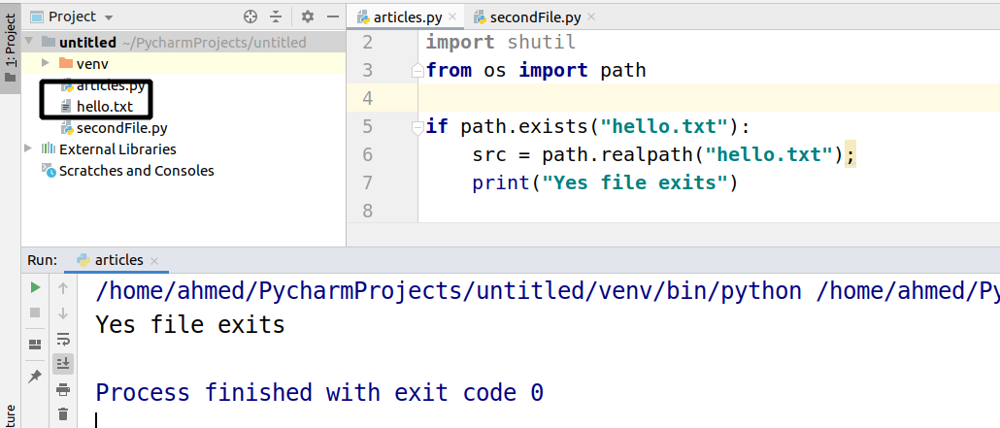 1: Project
Project
untitled ~/PycharmProjects/untitled
venv
articles.py
hello.txt
secondFile.py
External Libraries
Scratches and Consoles
articles.py
secondFile.py
2 import shutil
3 from os import path
4
5 if path.exists("hello.txt"):
6 src = path.realpath("hello.txt");
7 print("Yes file exits")
8
Run: articles
/home/ahmed/PycharmProjects/untitled/venv/bin/python /home/ahmed/Py
Yes file exits
Process finished with exit code 0
ture